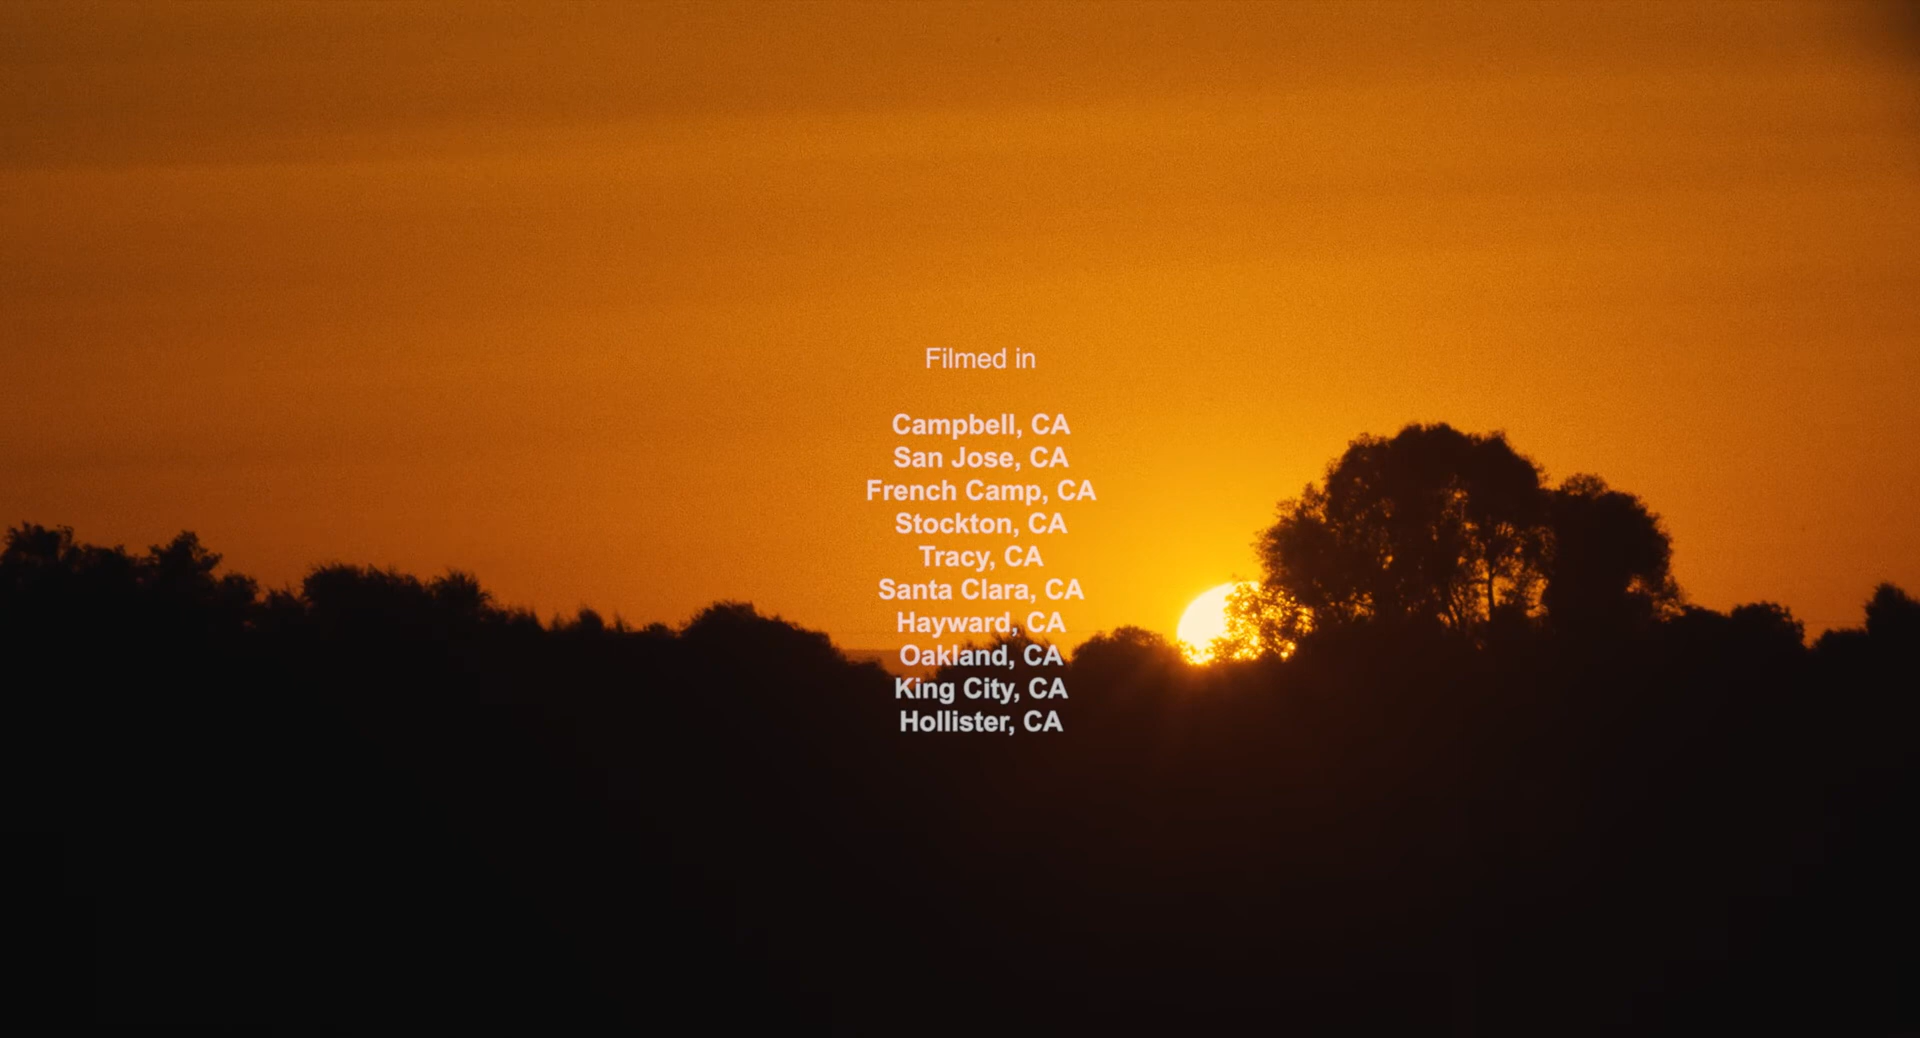 Filmed in
Campbell, CA
San Jose, CA
French Camp, CA
Stockton, CA
Tracy, CA
Santa Clara, CA
Hayward, CA
Oakland, CA
King City, CA
Hollister, CA